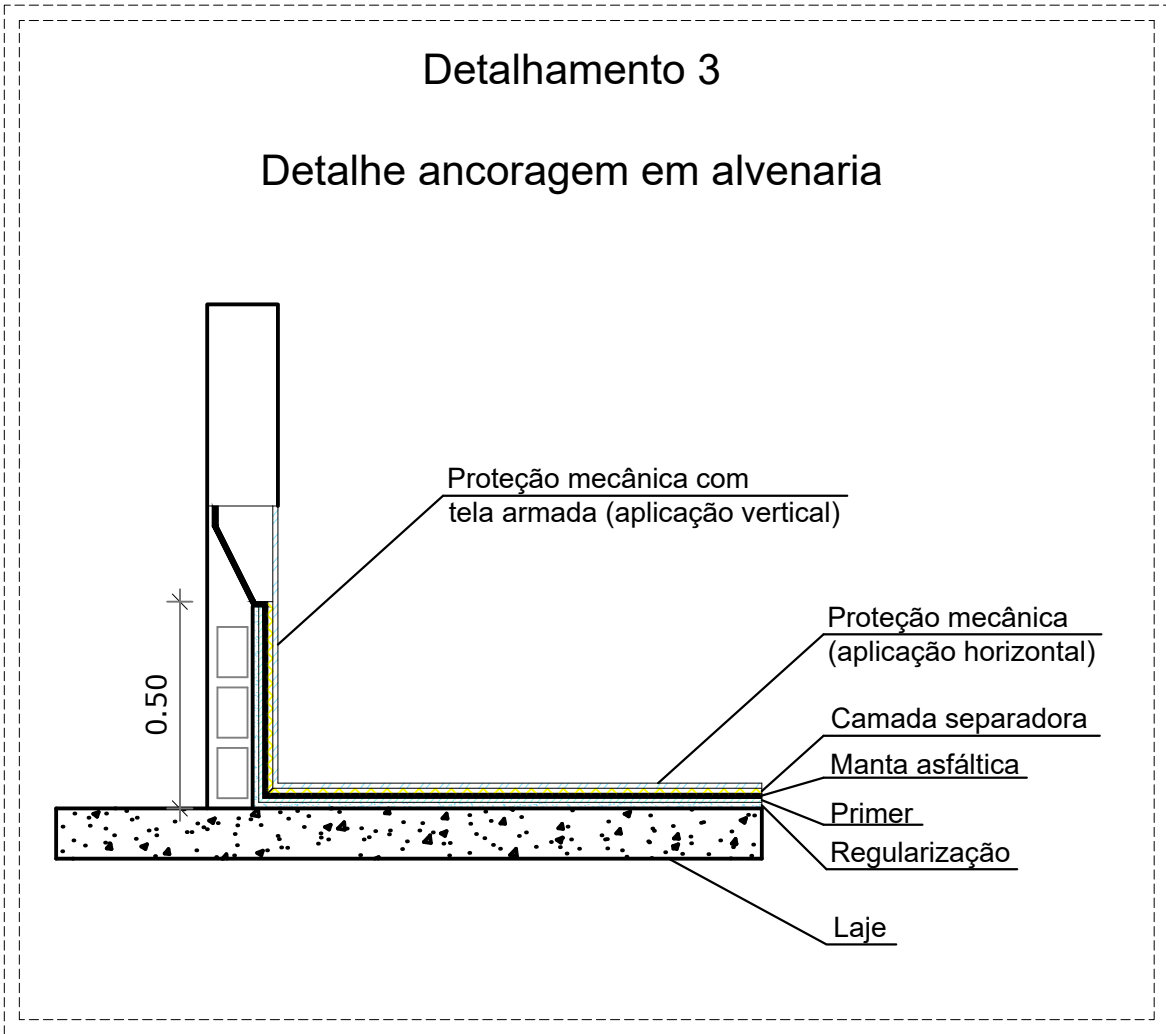 Detalhamento 3
Detalhe ancoragem em alvenaria
Proteção mecânica com
tela armada (aplicação vertical)
Proteção mecânica
(aplicação horizontal)
Camada separadora
Manta asfáltica
Primer
Regularização
Laje
0.50